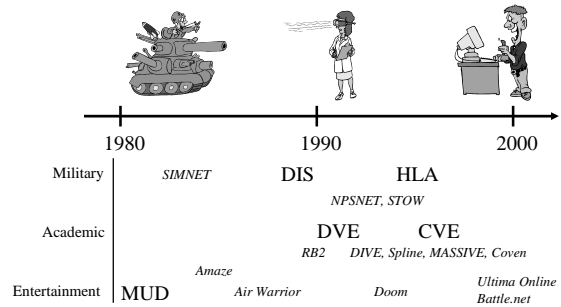 1980 1990 2000
Military SIMNET DIS HLA
NPSNET, STOW
Academic DVE CVE
RB2 DIVE, Spline, MASSIVE, Coven
Amaze
Entertainment MUD Air Warrior Doom Ultima Online
Battle.net